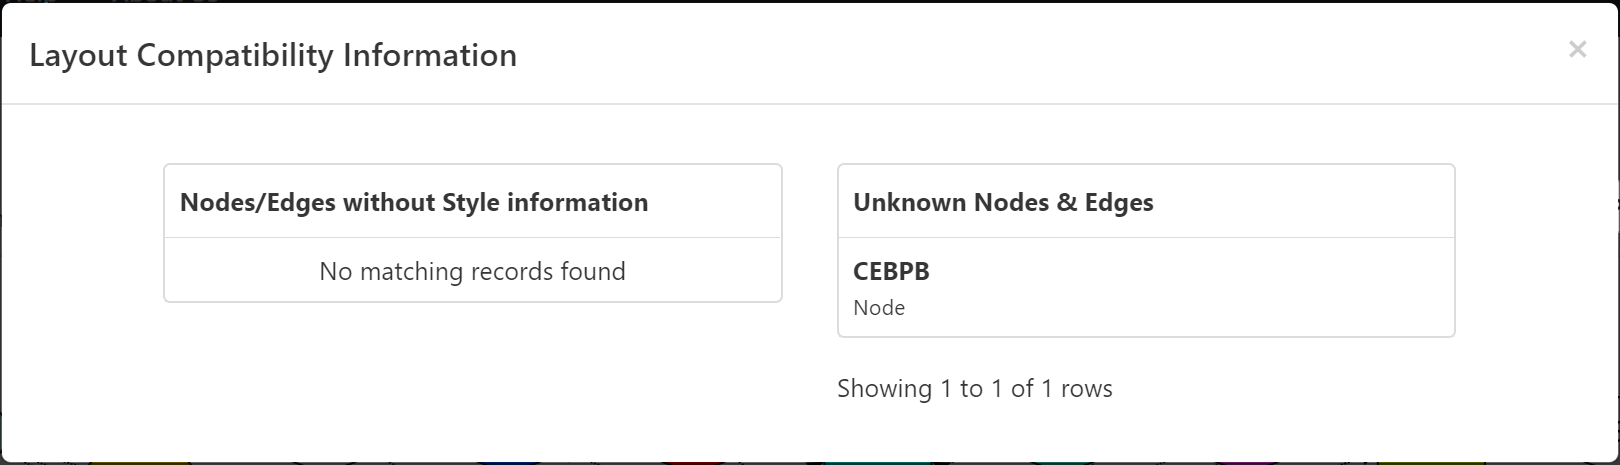 Layout Compatibility Information
×
Nodes/Edges without Style information
No matching records found
Unknown Nodes & Edges
CEBPB
Node
Showing 1 to 1 of 1 rows